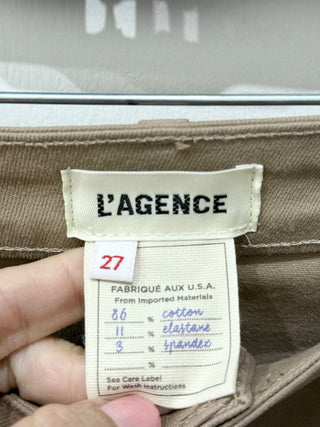 L'AGENCE
27
FABRIQUÉ AUX U.S.A.
From Imported Materials
86 % cotton
11 % elastane
3 % spandex
%
See Care Label
For Wash Instructions